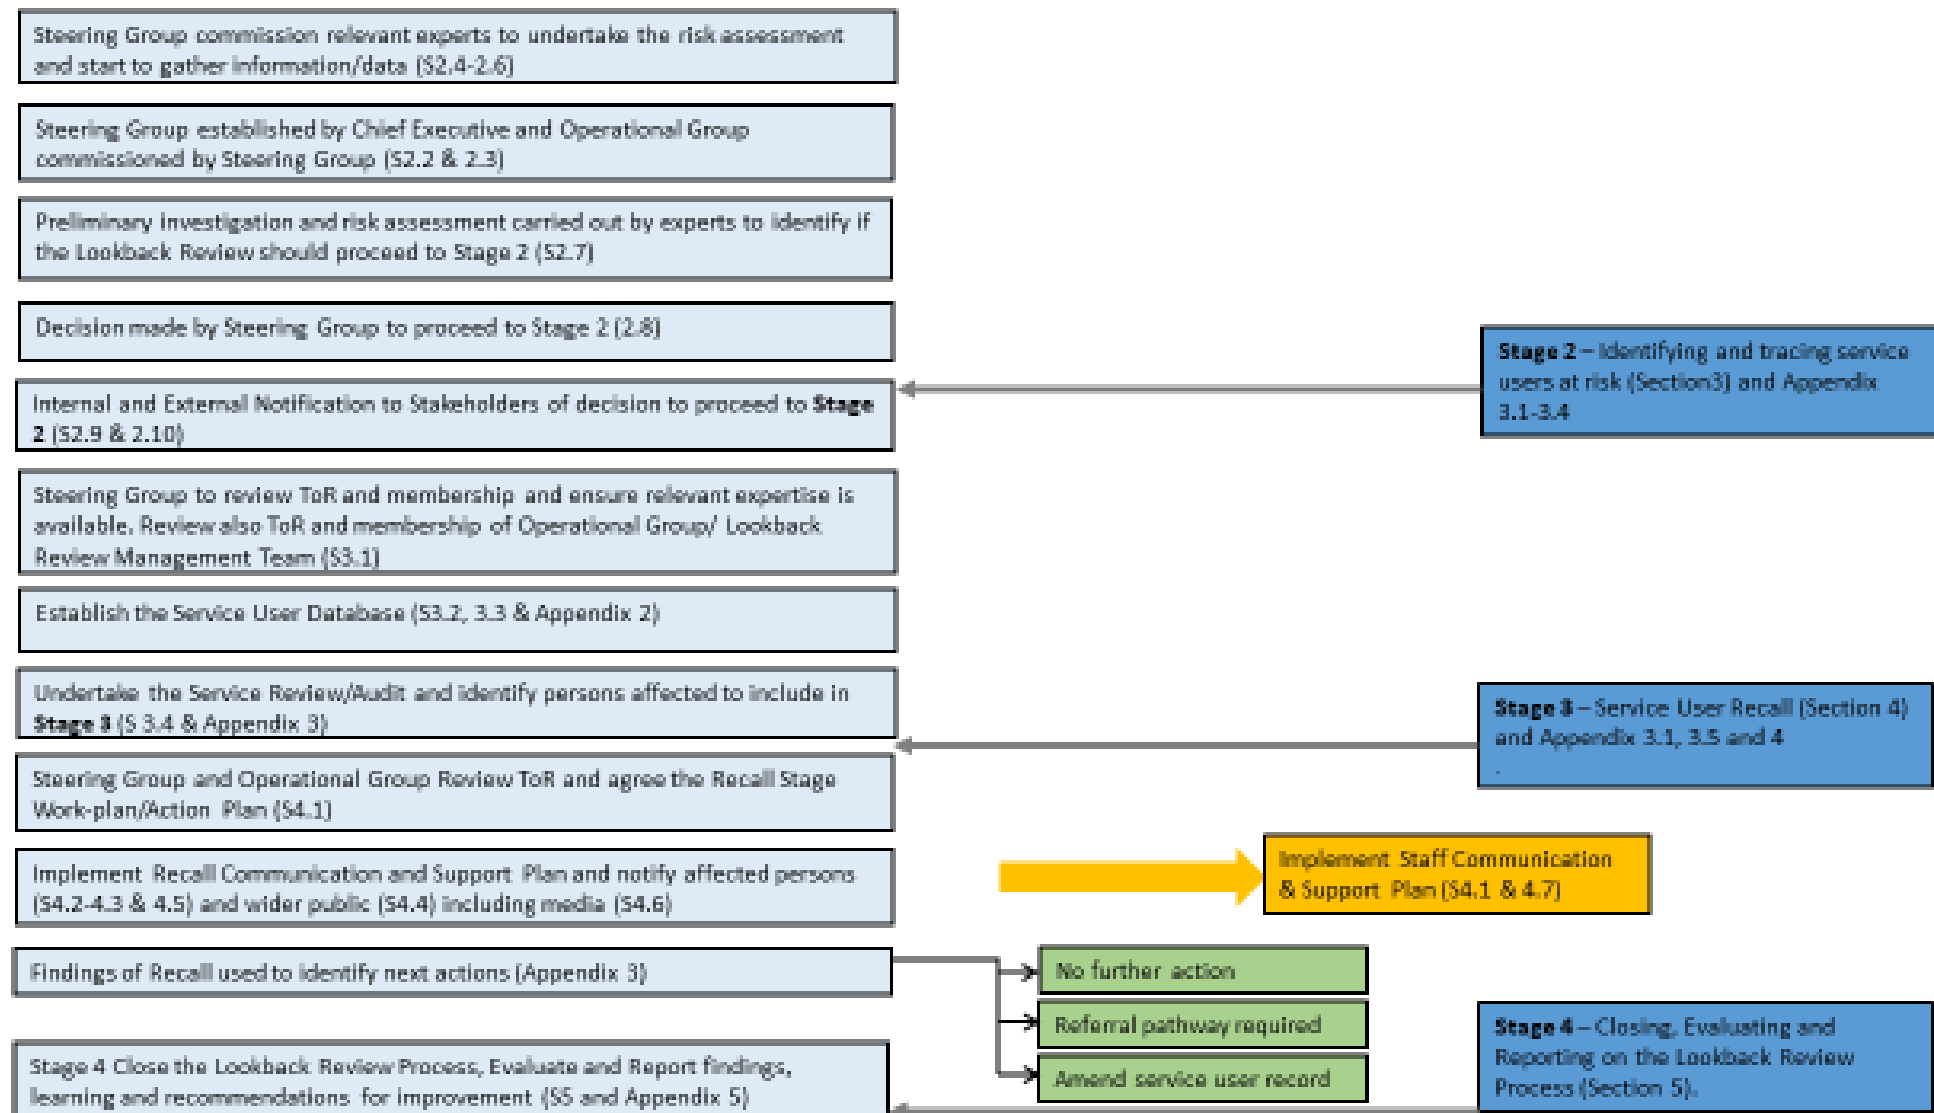 Steering Group commission relevant experts to undertake the risk assessment
and start to gather information/data (S2.4-2.6)
Steering Group established by Chief Executive and Operational Group
commissioned by Steering Group (S2.2 & 2.3)
Preliminary investigation and risk assessment carried out by experts to identify if
the Lookback Review should proceed to Stage 2 (S2.7)
Decision made by Steering Group to proceed to Stage 2 (2.8)
Stage 2 – Identifying and tracing service
users at risk (Section3) and Appendix
3.1-3.4
Internal and External Notification to Stakeholders of decision to proceed to Stage
2 (S2.9 & 2.10)
Steering Group to review ToR and membership and ensure relevant expertise is
available. Review also ToR and membership of Operational Group/ Lookback
Review Management Team (S3.1)
Establish the Service User Database (S3.2, 3.3 & Appendix 2)
Undertake the Service Review/Audit and identify persons affected to include in
Stage 3 (S 3.4 & Appendix 3)
Stage 3 – Service User Recall (Section 4)
and Appendix 3.1, 3.5 and 4
.
Steering Group and Operational Group Review ToR and agree the Recall Stage
Work-plan/Action Plan (S4.1)
Implement Recall Communication and Support Plan and notify affected persons
(S4.2-4.3 & 4.5) and wider public (S4.4) including media (S4.6)
Implement Staff Communication
& Support Plan (S4.1 & 4.7)
Findings of Recall used to identify next actions (Appendix 3)
No further action
Referral pathway required
Amend service user record
Stage 4 – Closing, Evaluating and
Reporting on the Lookback Review
Process (Section 5).
Stage 4 Close the Lookback Review Process, Evaluate and Report findings,
learning and recommendations for improvement (S5 and Appendix 5)